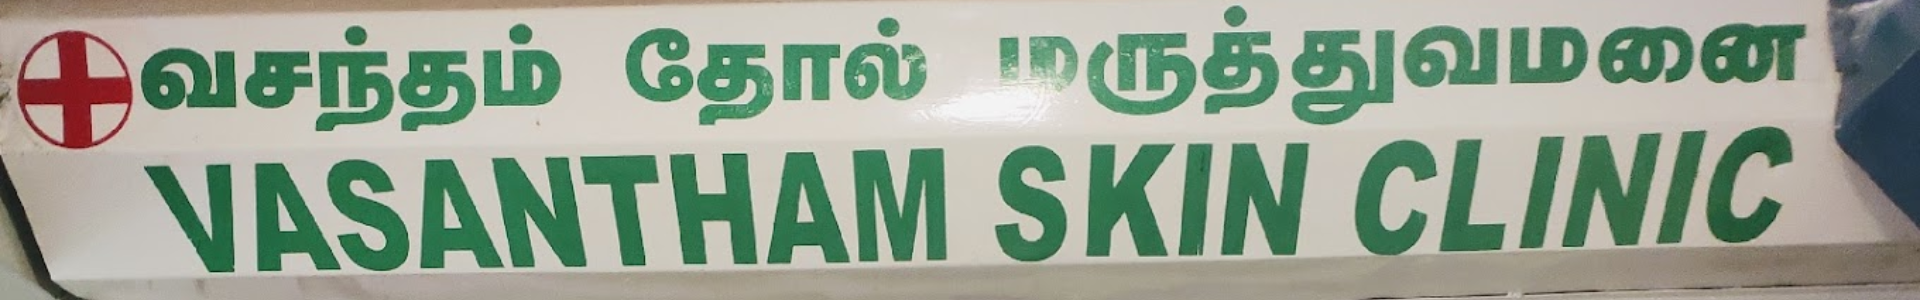 வசந்தம் தோல் மருத்துவமனை
VASANTHAM SKIN CLINIC